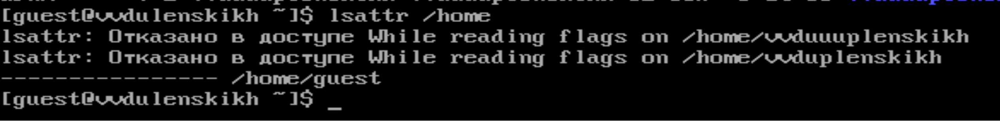 [guest@vvdulenskikh ~]$ lsattr /home
lsattr: Отказано в доступе While reading flags on /home/vvduuuplenskikh
lsattr: Отказано в доступе While reading flags on /home/vvduplenskikh
---------------- /home/guest
[guest@vvdulenskikh ~]$ _